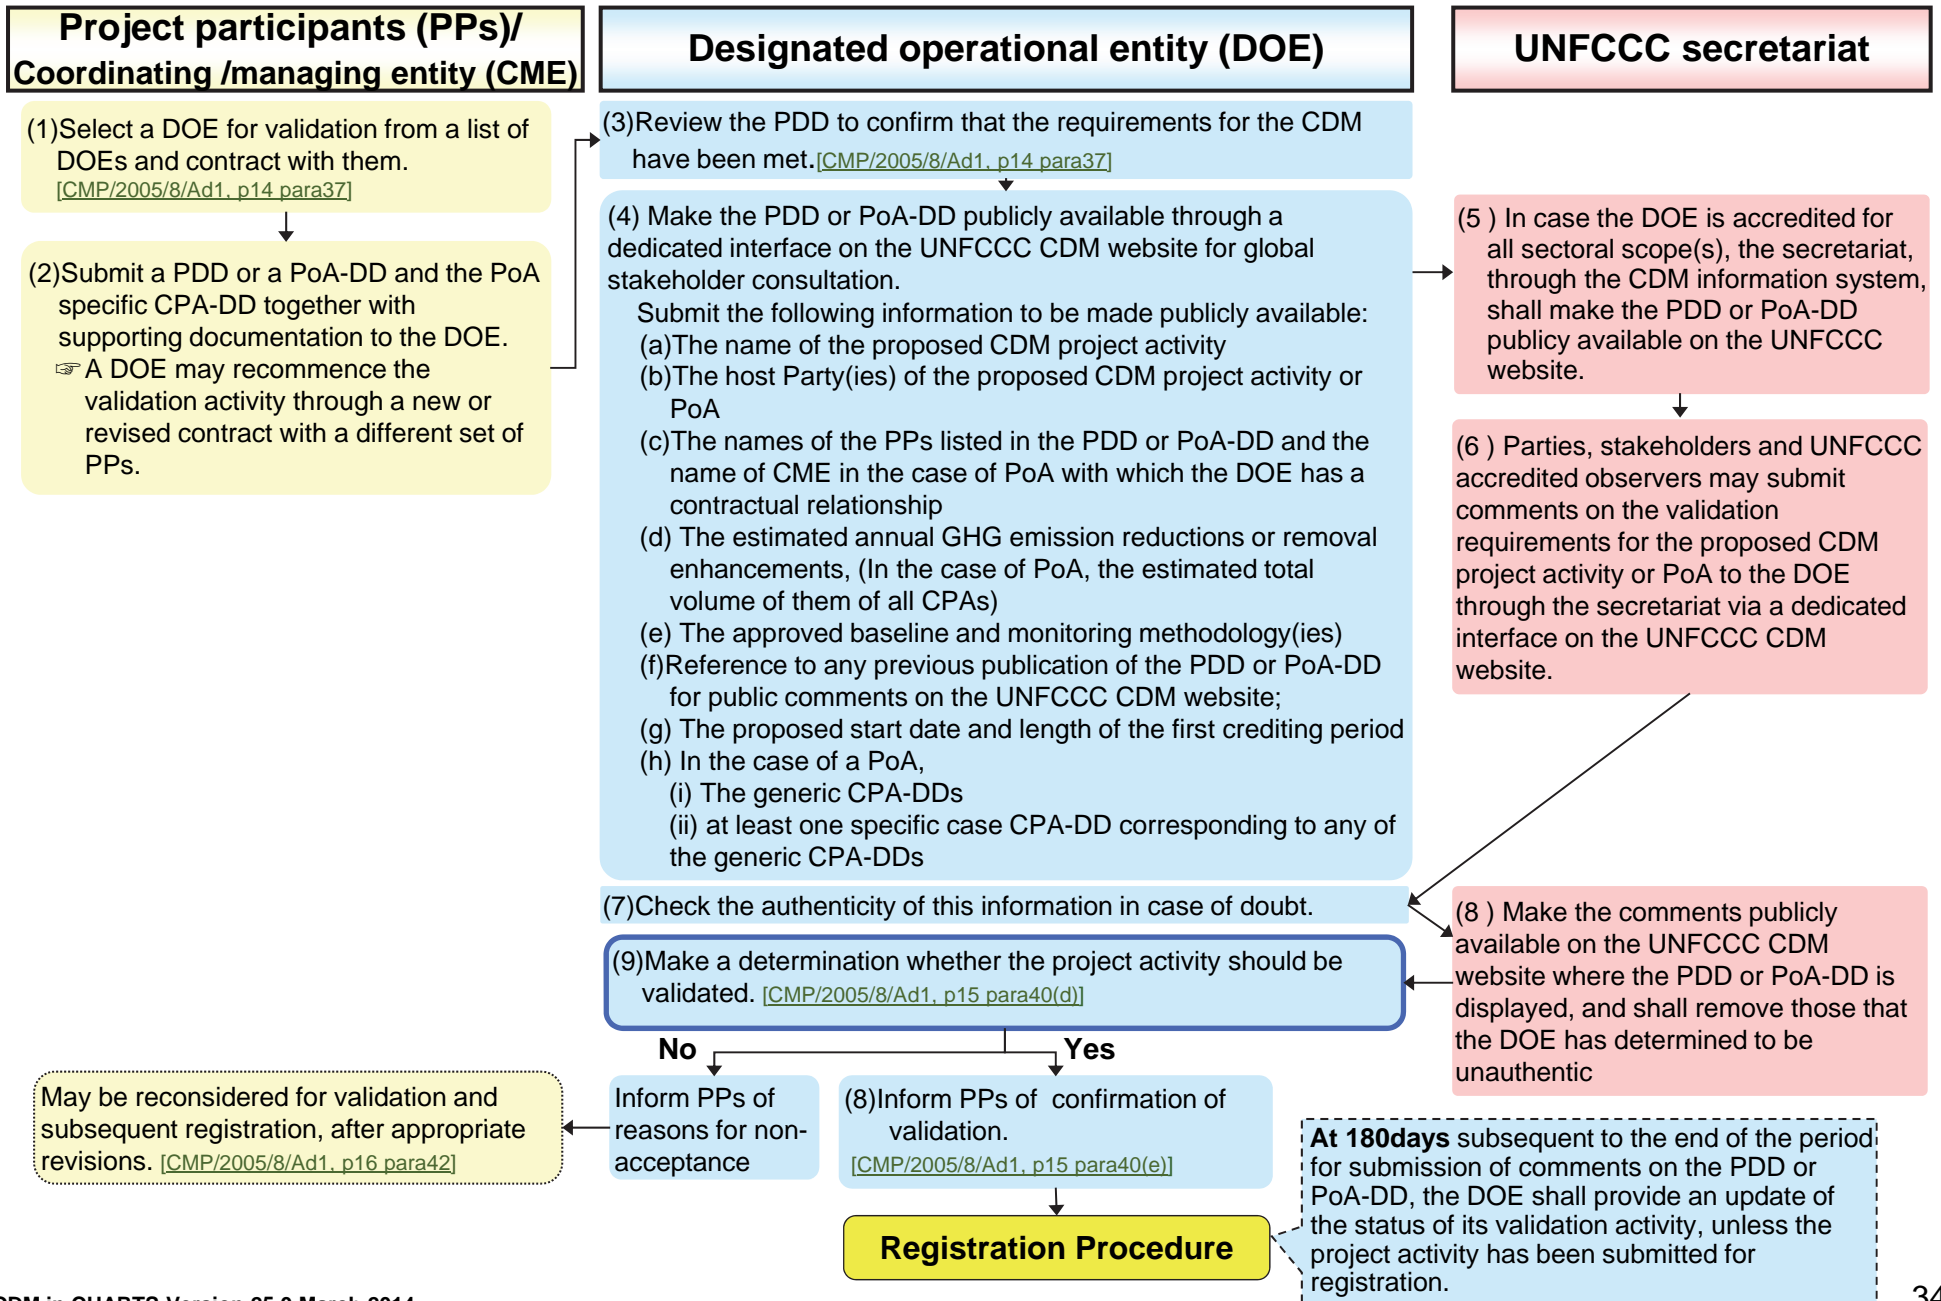 Project participants (PPs)/
Coordinating /managing entity (CME)
Designated operational entity (DOE)
UNFCCC secretariat
(1)Select a DOE for validation from a list of
DOEs and contract with them.
[CMP/2005/8/Ad1, p14 para37]
(2)Submit a PDD or a PoA-DD and the PoA
specific CPA-DD together with
supporting documentation to the DOE.
☞A DOE may recommence the
validation activity through a new or
revised contract with a different set of
PPs.
(3)Review the PDD to confirm that the requirements for the CDM
have been met.[CMP/2005/8/Ad1, p14 para37]
(4) Make the PDD or PoA-DD publicly available through a
dedicated interface on the UNFCCC CDM website for global
stakeholder consultation.
Submit the following information to be made publicly available:
(a)The name of the proposed CDM project activity
(b)The host Party(ies) of the proposed CDM project activity or
PoA
(c)The names of the PPs listed in the PDD or PoA-DD and the
name of CME in the case of PoA with which the DOE has a
contractual relationship
(d) The estimated annual GHG emission reductions or removal
enhancements, (In the case of PoA, the estimated total
volume of them of all CPAs)
(e) The approved baseline and monitoring methodology(ies)
(f)Reference to any previous publication of the PDD or PoA-DD
for public comments on the UNFCCC CDM website;
(g) The proposed start date and length of the first crediting period
(h) In the case of a PoA,
(i) The generic CPA-DDs
(ii) at least one specific case CPA-DD corresponding to any of
the generic CPA-DDs
(5 ) In case the DOE is accredited for
all sectoral scope(s), the secretariat,
through the CDM information system,
shall make the PDD or PoA-DD
publicy available on the UNFCCC
website.
(6 ) Parties, stakeholders and UNFCCC
accredited observers may submit
comments on the validation
requirements for the proposed CDM
project activity or PoA to the DOE
through the secretariat via a dedicated
interface on the UNFCCC CDM
website.
(7)Check the authenticity of this information in case of doubt.
(8 ) Make the comments publicly
available on the UNFCCC CDM
website where the PDD or PoA-DD is
displayed, and shall remove those that
the DOE has determined to be
unauthentic
(9)Make a determination whether the project activity should be
validated. [CMP/2005/8/Ad1, p15 para40(d)]
No
Yes
May be reconsidered for validation and
subsequent registration, after appropriate
revisions. [CMP/2005/8/Ad1, p16 para42]
Inform PPs of
reasons for non-
acceptance
(8)Inform PPs of confirmation of
validation.
[CMP/2005/8/Ad1, p15 para40(e)]
Registration Procedure
At 180days subsequent to the end of the period
for submission of comments on the PDD or
PoA-DD, the DOE shall provide an update of
the status of its validation activity, unless the
project activity has been submitted for
registration.
34